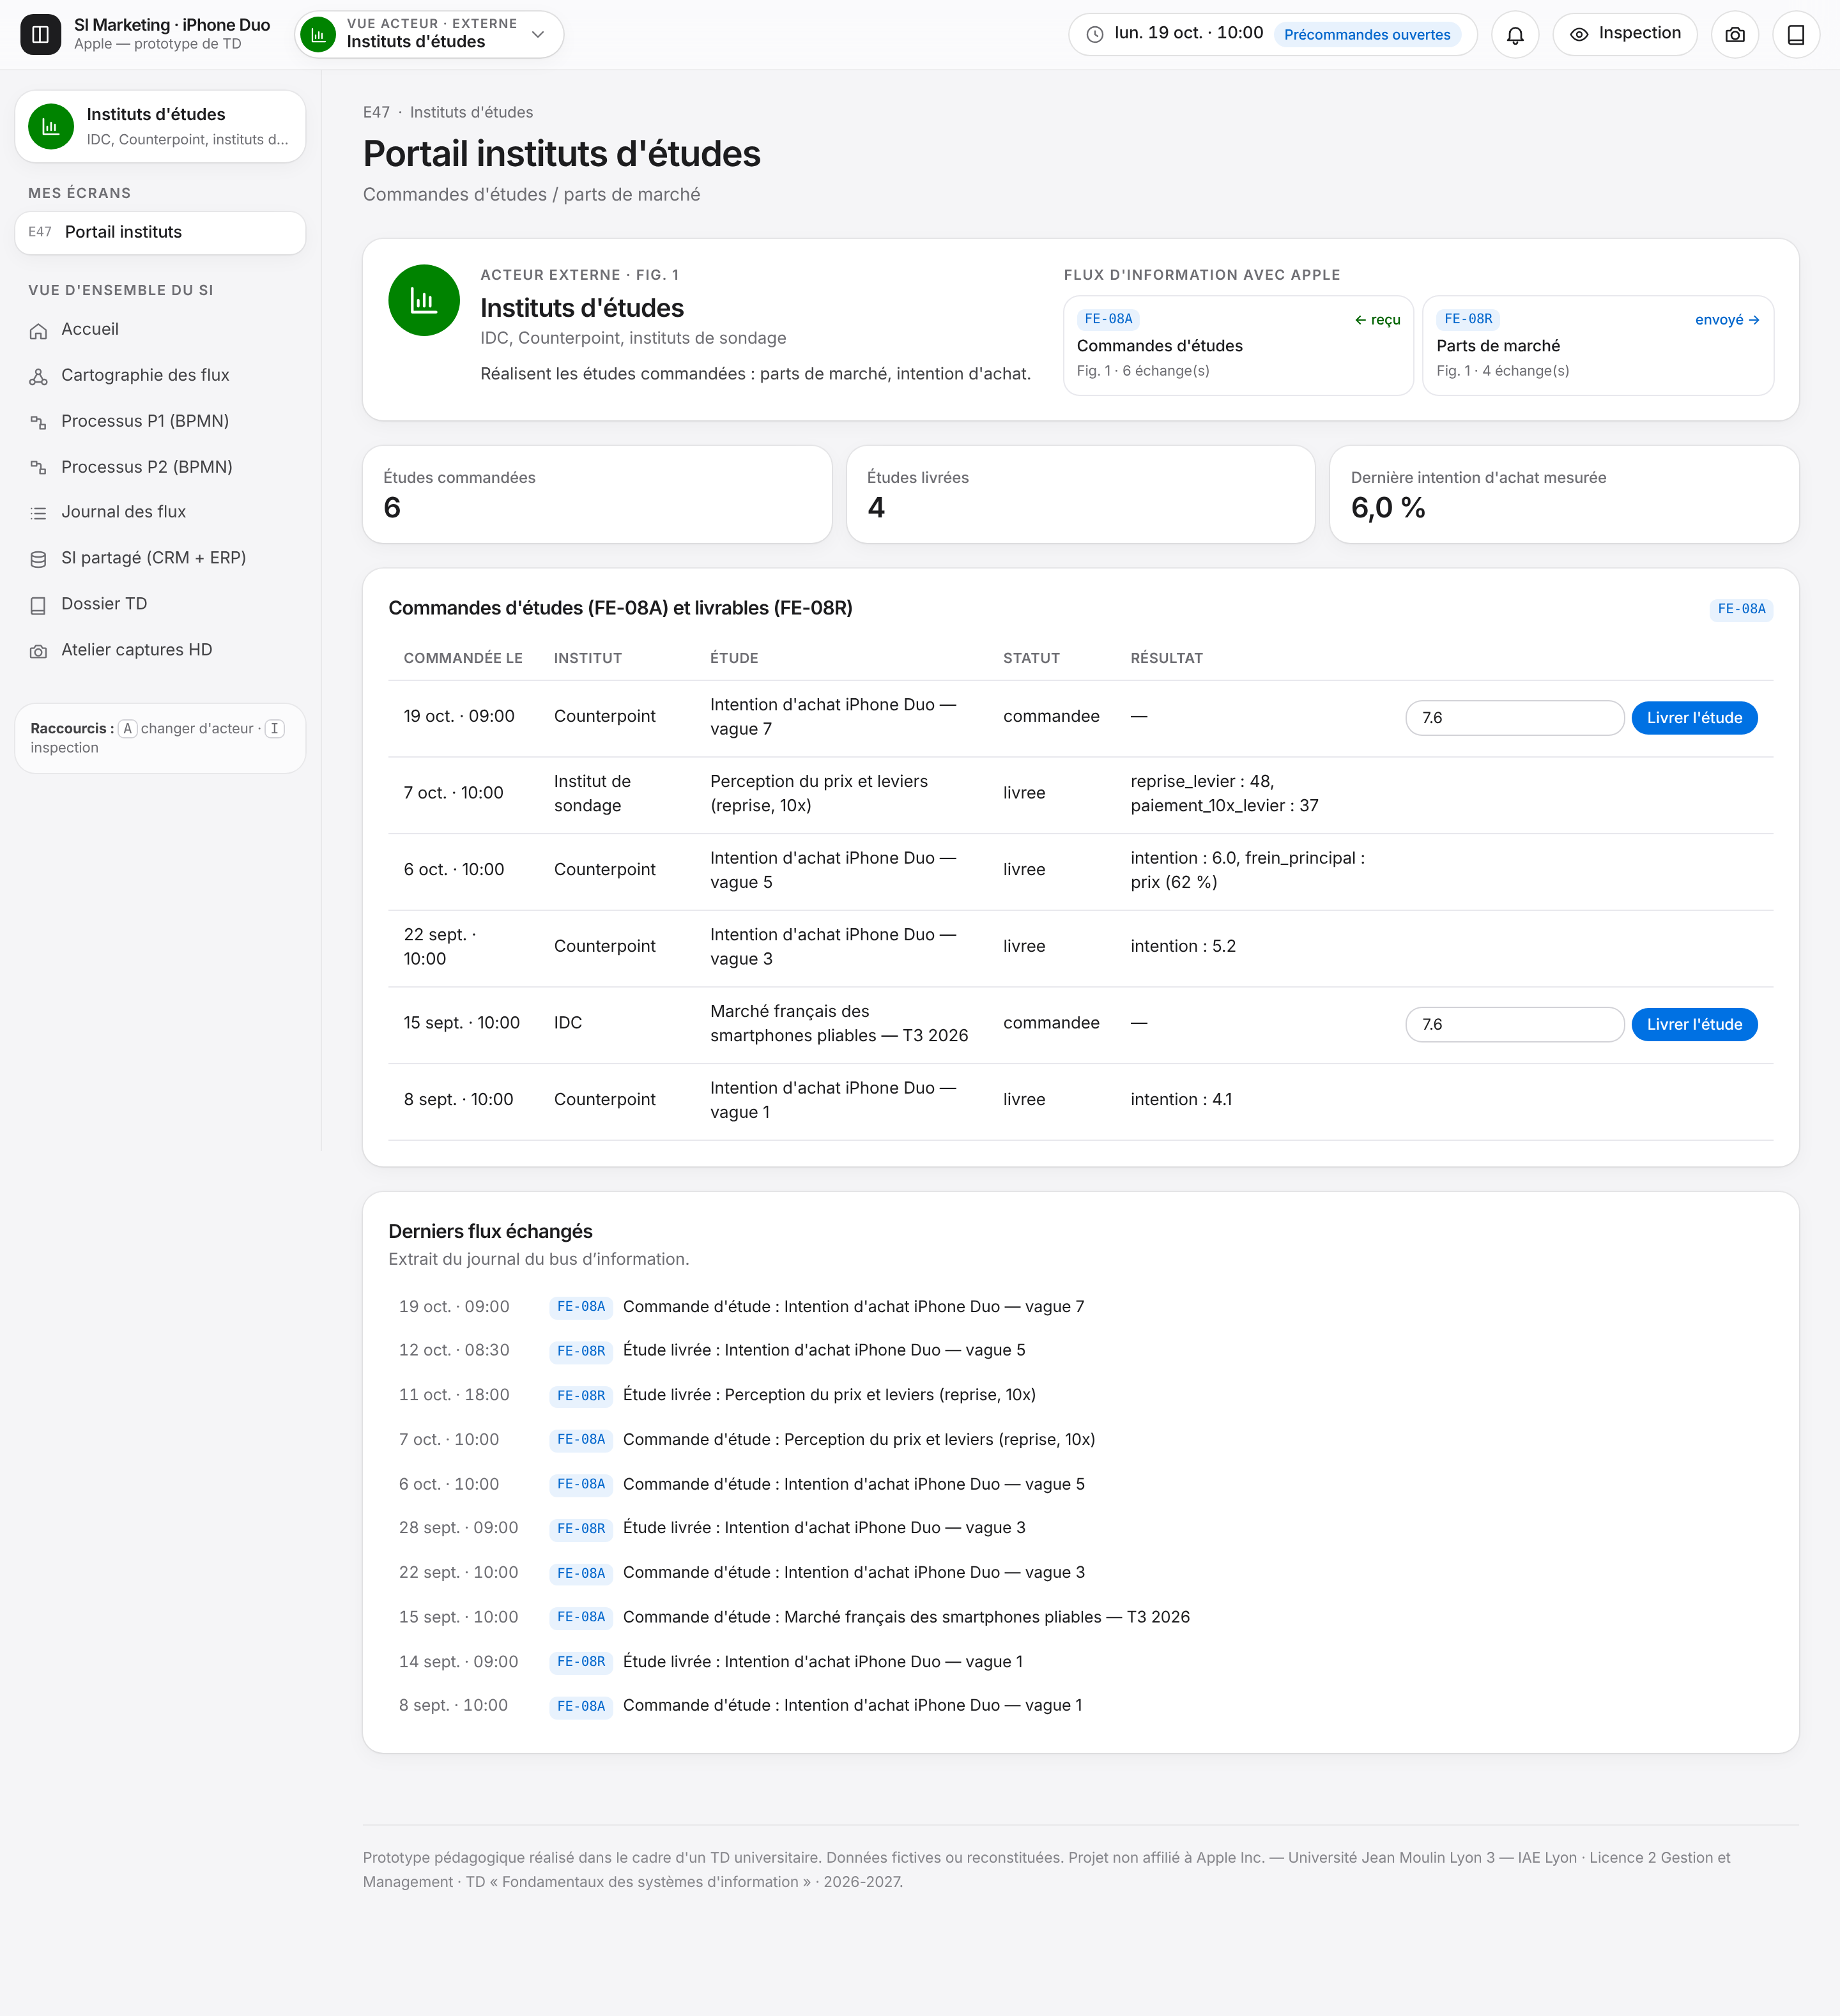 SI Marketing · iPhone Duo
Apple — prototype de TD
VUE ACTEUR · EXTERNE
Instituts d'études
lun. 19 oct. · 10:00
Précommandes ouvertes
Inspection
Instituts d'études
IDC, Counterpoint, instituts d...
MES ÉCRANS
E47 Portail instituts
VUE D'ENSEMBLE DU SI
Accueil
Cartographie des flux
Processus P1 (BPMN)
Processus P2 (BPMN)
Journal des flux
SI partagé (CRM + ERP)
Dossier TD
Atelier captures HD
Raccourcis : A changer d'acteur · I
inspection
E47 · Instituts d'études
Portail instituts d'études
Commandes d'études / parts de marché
ACTEUR EXTERNE · FIG. 1
Instituts d'études
IDC, Counterpoint, instituts de sondage
Réalisent les études commandées : parts de marché, intention d'achat.
FLUX D'INFORMATION AVEC APPLE
FE-08A ← reçu
Commandes d'études
Fig. 1 · 6 échange(s)
FE-08R envoyé →
Parts de marché
Fig. 1 · 4 échange(s)
Études commandées
6
Études livrées
4
Dernière intention d'achat mesurée
6,0 %
Commandes d'études (FE-08A) et livrables (FE-08R)
FE-08A
COMMANDÉE LE INSTITUT ÉTUDE STATUT RÉSULTAT
19 oct. · 09:00
Counterpoint
Intention d'achat iPhone Duo —
vague 7
commandee
—
7.6
Livrer l'étude
7 oct. · 10:00
Institut de
sondage
Perception du prix et leviers
(reprise, 10x)
livree
reprise_levier : 48,
paiement_10x_levier : 37
6 oct. · 10:00
Counterpoint
Intention d'achat iPhone Duo —
vague 5
livree
intention : 6.0, frein_principal :
prix (62 %)
22 sept. ·
10:00
Counterpoint
Intention d'achat iPhone Duo —
vague 3
livree
intention : 5.2
15 sept. · 10:00
IDC
Marché français des
smartphones pliables — T3 2026
commandee
—
7.6
Livrer l'étude
8 sept. · 10:00
Counterpoint
Intention d'achat iPhone Duo —
vague 1
livree
intention : 4.1
Derniers flux échangés
Extrait du journal du bus d’information.
19 oct. · 09:00 FE-08A Commande d'étude : Intention d'achat iPhone Duo — vague 7
12 oct. · 08:30 FE-08R Étude livrée : Intention d'achat iPhone Duo — vague 5
11 oct. · 18:00 FE-08R Étude livrée : Perception du prix et leviers (reprise, 10x)
7 oct. · 10:00 FE-08A Commande d'étude : Perception du prix et leviers (reprise, 10x)
6 oct. · 10:00 FE-08A Commande d'étude : Intention d'achat iPhone Duo — vague 5
28 sept. · 09:00 FE-08R Étude livrée : Intention d'achat iPhone Duo — vague 3
22 sept. · 10:00 FE-08A Commande d'étude : Intention d'achat iPhone Duo — vague 3
15 sept. · 10:00 FE-08A Commande d'étude : Marché français des smartphones pliables — T3 2026
14 sept. · 09:00 FE-08R Étude livrée : Intention d'achat iPhone Duo — vague 1
8 sept. · 10:00 FE-08A Commande d'étude : Intention d'achat iPhone Duo — vague 1
Prototype pédagogique réalisé dans le cadre d'un TD universitaire. Données fictives ou reconstituées. Projet non affilié à Apple Inc. — Université Jean Moulin Lyon 3 — IAE Lyon · Licence 2 Gestion et
Management · TD « Fondamentaux des systèmes d'information » · 2026-2027.